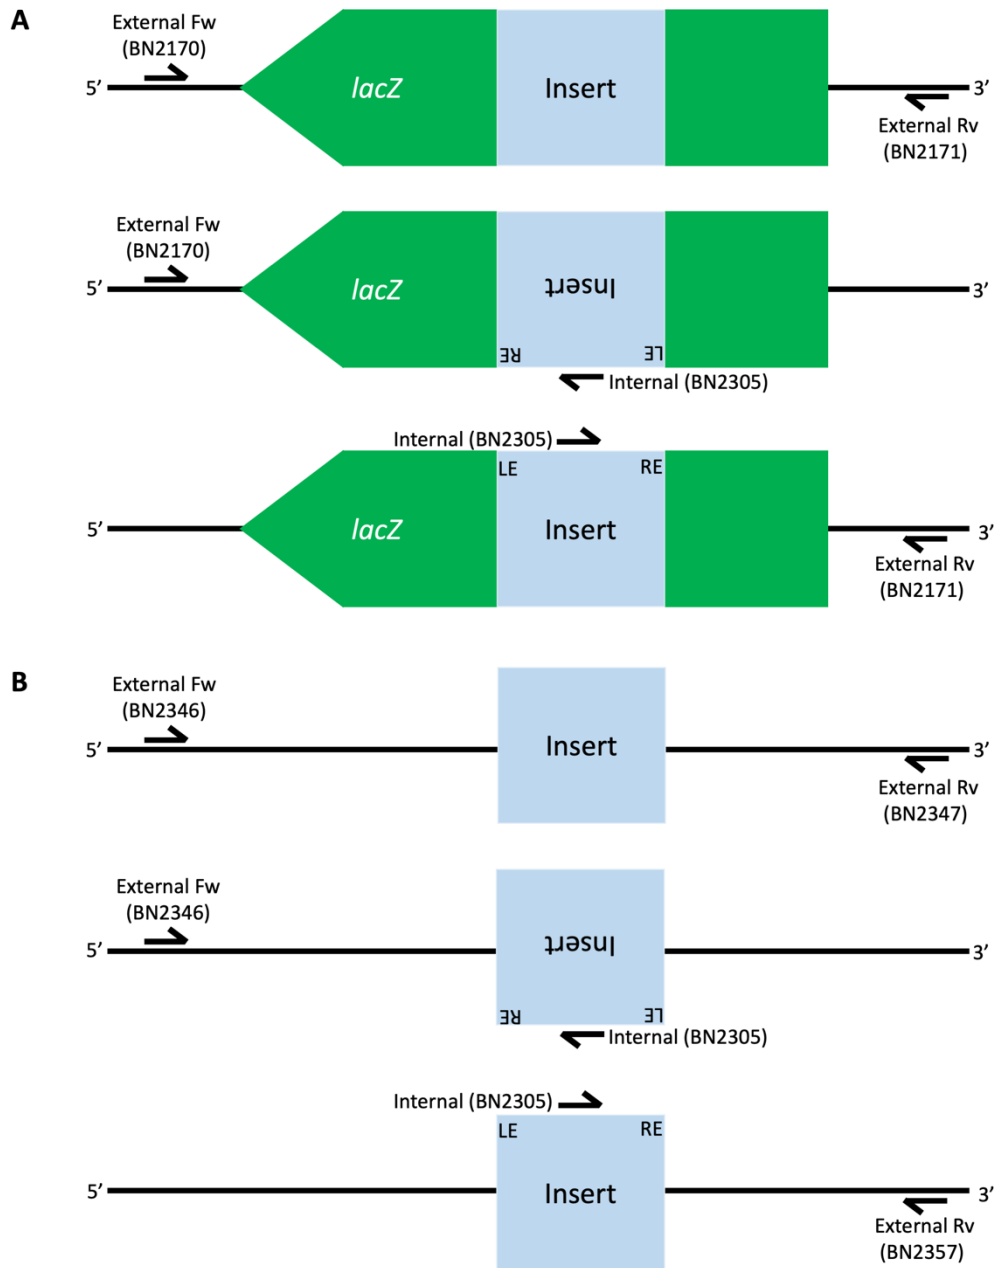 A
External Fw
(BN2170)
5’
lacZ
Insert
3’
External Rv
(BN2171)
External Fw
(BN2170)
5’
lacZ
Insert
3’
RE
LE
Internal (BN2305)
Internal (BN2305)
LE
RE
5’
lacZ
Insert
3’
External Rv
(BN2171)
B
External Fw
(BN2346)
5’
Insert
3’
External Rv
(BN2347)
External Fw
(BN2346)
5’
Insert
3’
RE
LE
Internal (BN2305)
Internal (BN2305)
LE
RE
5’
Insert
3’
External Rv
(BN2357)